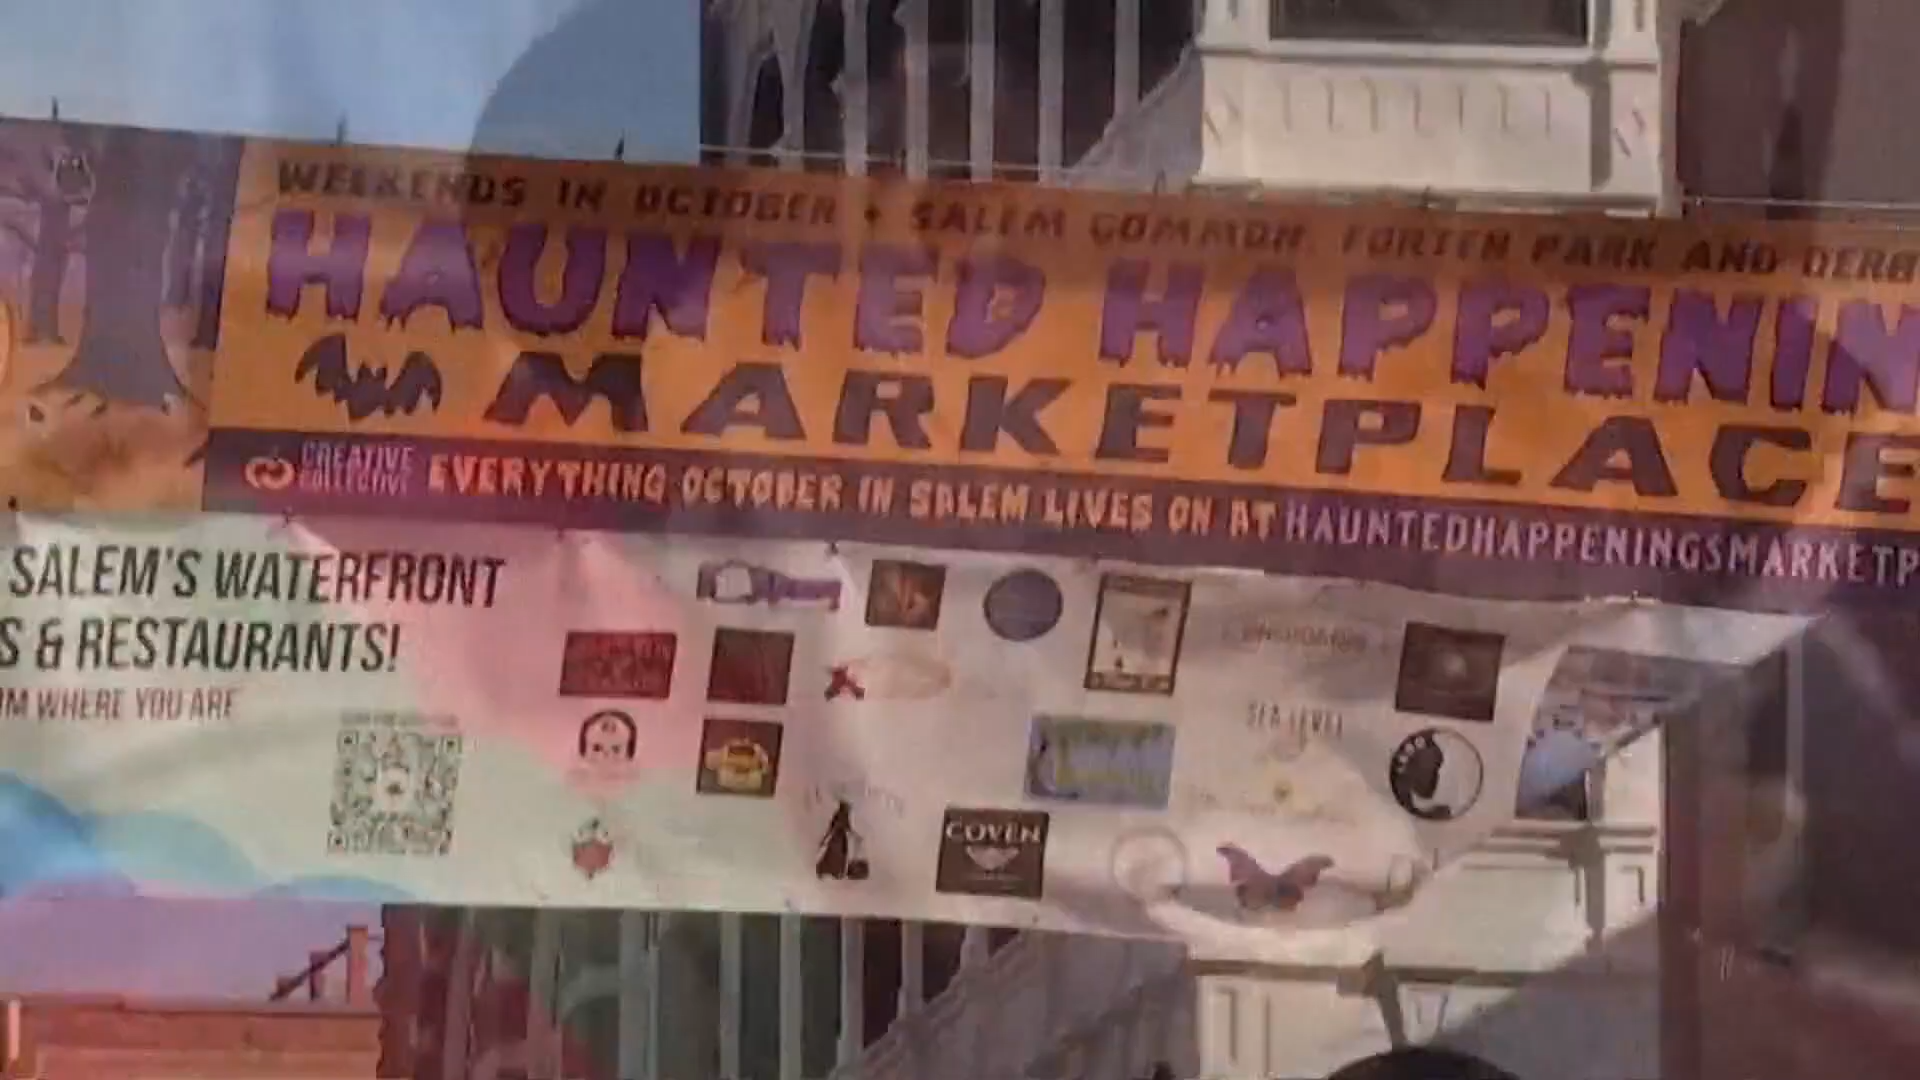 WEEKENDS IN OCTOBER • SALEM COMMON, FORTEN PARK AND DERB
HAUNTED HAPPENIN
MARKETPLACE
CREATIVE COLLECTIVE
EVERYTHING OCTOBER IN SALEM LIVES ON AT HAUNTEDHAPPENINGSMARKETP
SALEM'S WATERFRONT
S & RESTAURANTS!
OM WHERE YOU ARE
SEA LEVEL
COVEN